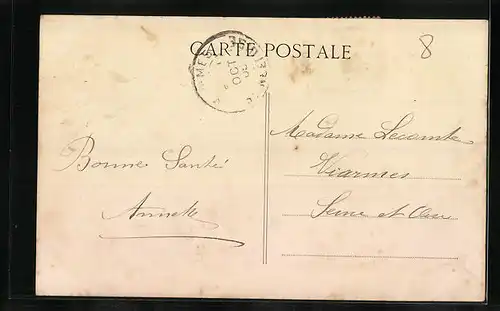 CARTE POSTALE
8
Madame Lecomte
Viarmes
Seine et Oise
Bonne Santé
Annette